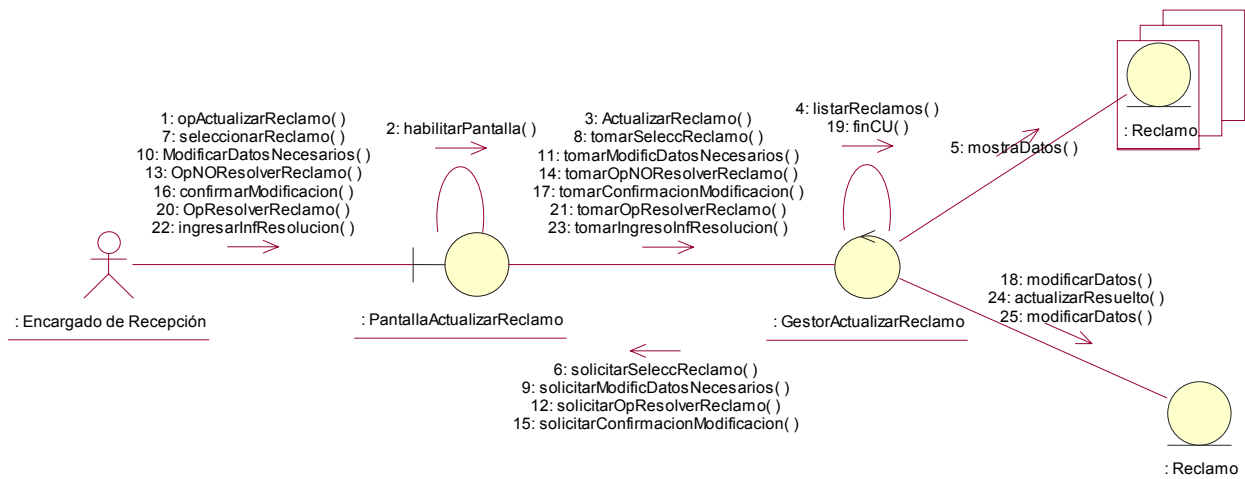 1: opActualizarReclamo( )
7: seleccionarReclamo( )
10: ModificarDatosNecesarios( )
13: OpNOResolverReclamo( )
16: confirmarModificacion( )
20: OpResolverReclamo( )
22: ingresarInfResolucion( )
2: habilitarPantalla( )
3: ActualizarReclamo( )
8: tomarSeleccReclamo( )
11: tomarModificDatosNecesarios( )
14: tomarOpNOResolverReclamo( )
17: tomarConfirmacionModificacion( )
21: tomarOpResolverReclamo( )
23: tomarIngresoInfResolucion( )
4: listarReclamos( )
19: finCU( )
5: mostraDatos( )
: Reclamo
: Encargado de Recepción
: PantallaActualizarReclamo
: GestorActualizarReclamo
18: modificarDatos( )
24: actualizarResuelto( )
25: modificarDatos( )
6: solicitarSeleccReclamo( )
9: solicitarModificDatosNecesarios( )
12: solicitarOpResolverReclamo( )
15: solicitarConfirmacionModificacion( )
: Reclamo